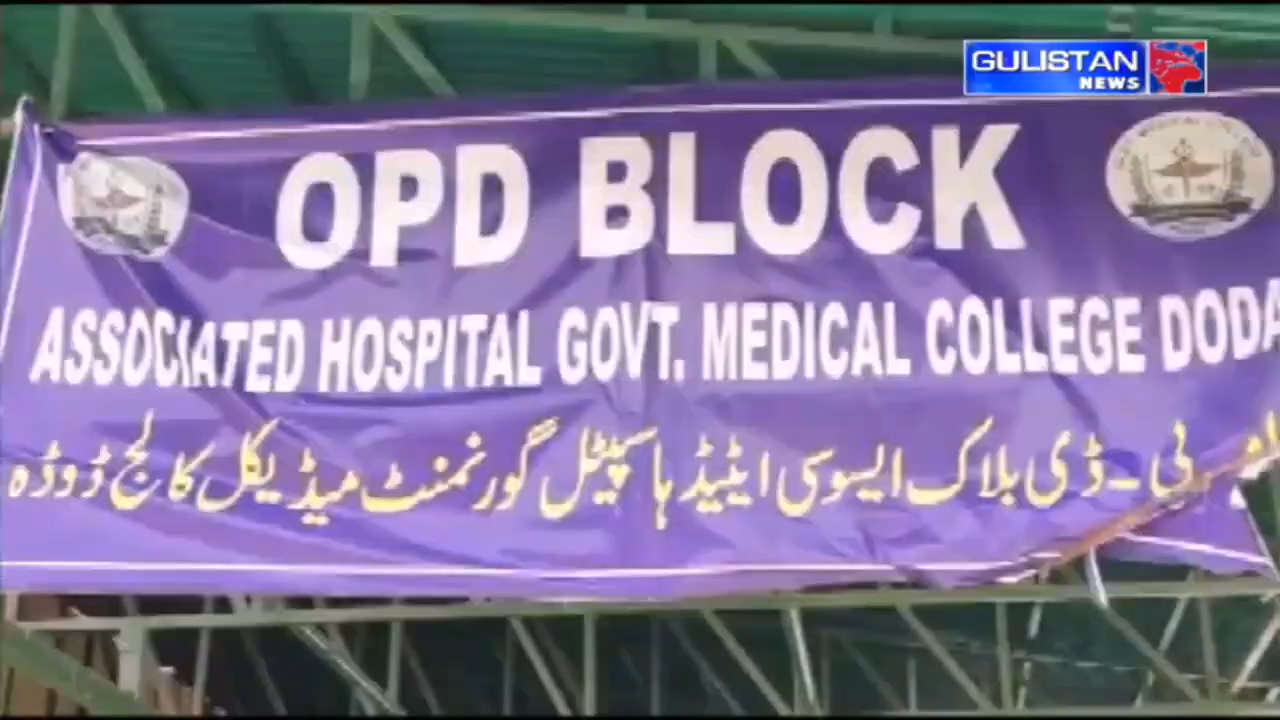 GULISTAN
NEWS
OPD BLOCK
ASSOCIATED HOSPITAL GOVT. MEDICAL COLLEGE DODA
پی۔ڈی بلاک ایسوسی ایٹیڈ ہاسپٹل گورنمنٹ میڈیکل کالج ڈوڈہ